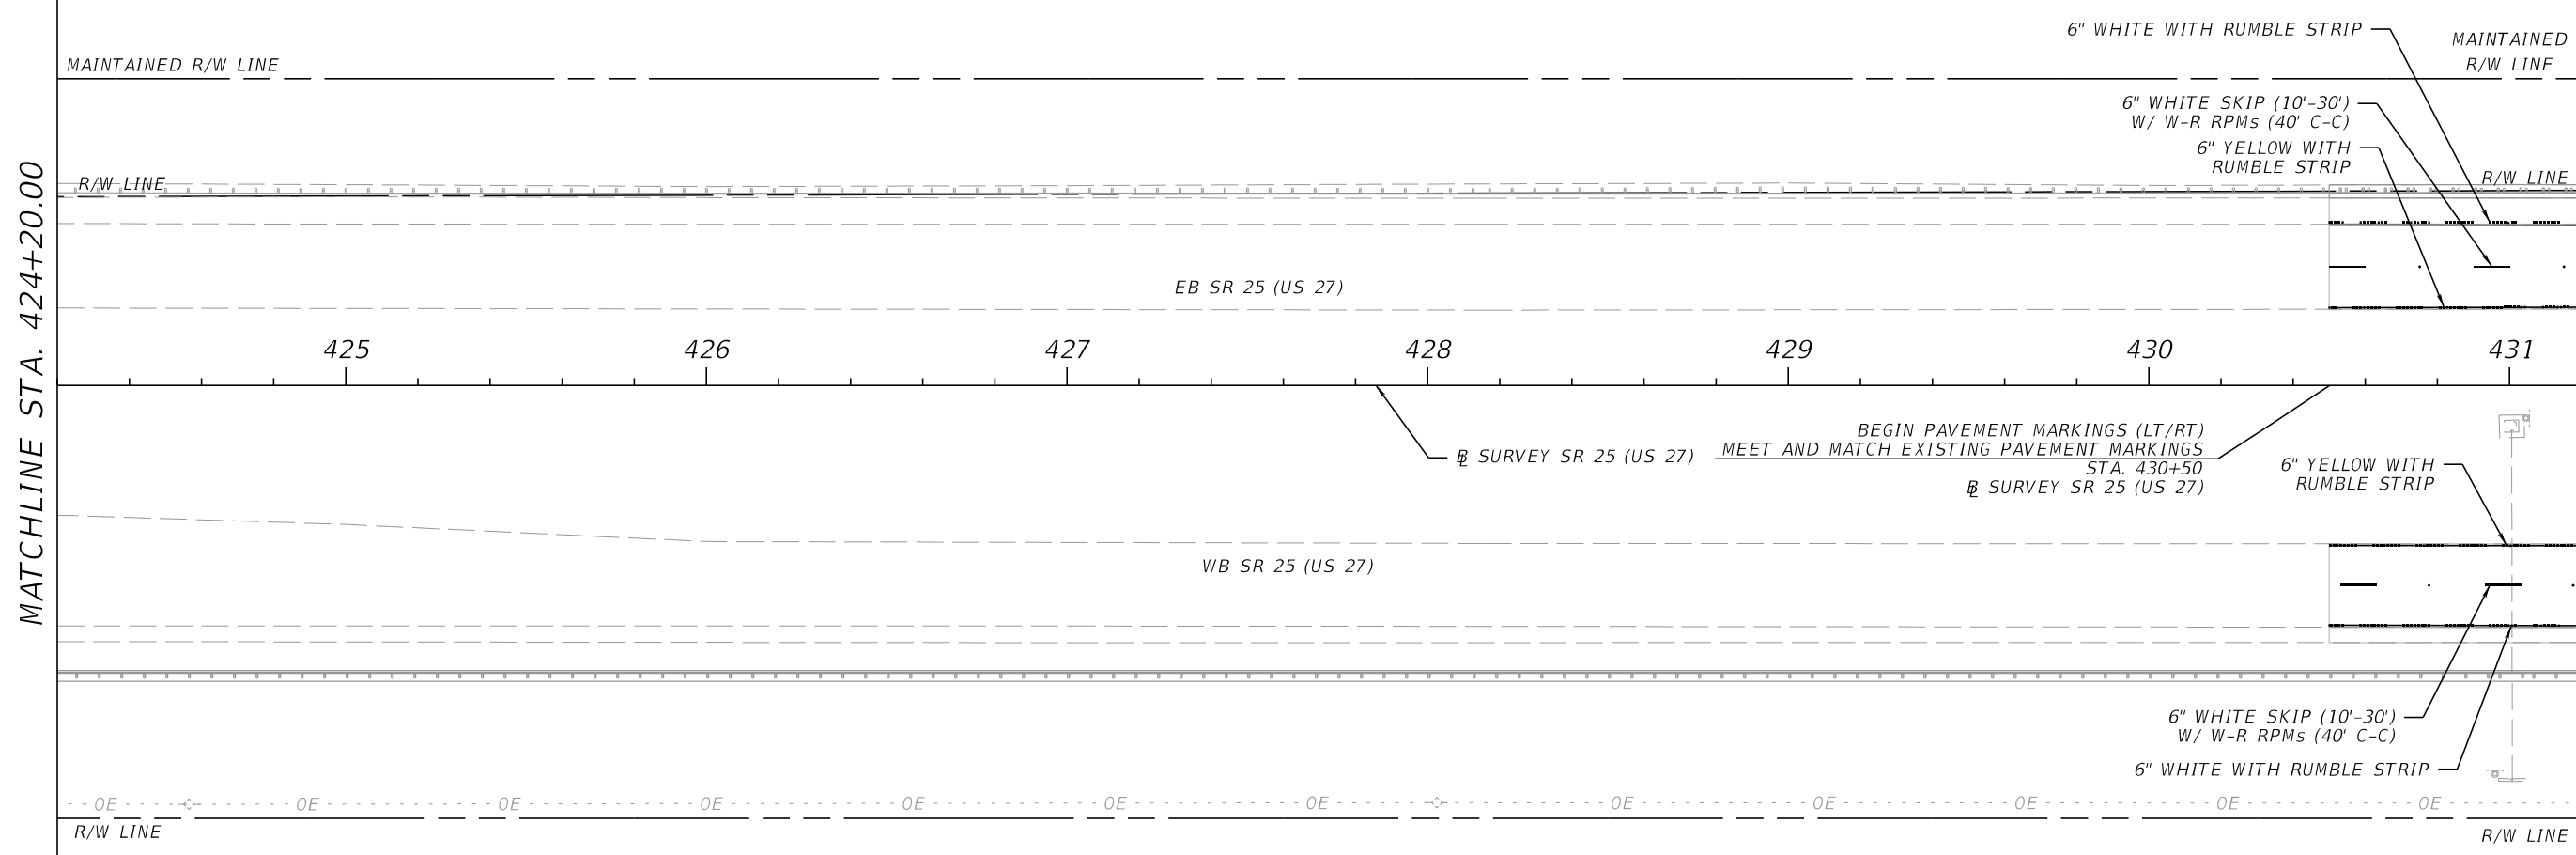 MATCHLINE STA. 424+20.00
6" WHITE WITH RUMBLE STRIP
MAINTAINED
R/W LINE
MAINTAINED R/W LINE
6" WHITE SKIP (10'-30')
W/ W-R RPMs (40' C-C)
6" YELLOW WITH
RUMBLE STRIP
R/W LINE
R/W LINE
EB SR 25 (US 27)
425 426 427 428 429 430 431
BEGIN PAVEMENT MARKINGS (LT/RT)
MEET AND MATCH EXISTING PAVEMENT MARKINGS
STA. 430+50
BL SURVEY SR 25 (US 27)
BL SURVEY SR 25 (US 27)
6" YELLOW WITH
RUMBLE STRIP
WB SR 25 (US 27)
6" WHITE SKIP (10'-30')
W/ W-R RPMs (40' C-C)
6" WHITE WITH RUMBLE STRIP
OE OE OE OE OE OE OE OE OE OE OE OE
R/W LINE
R/W LINE